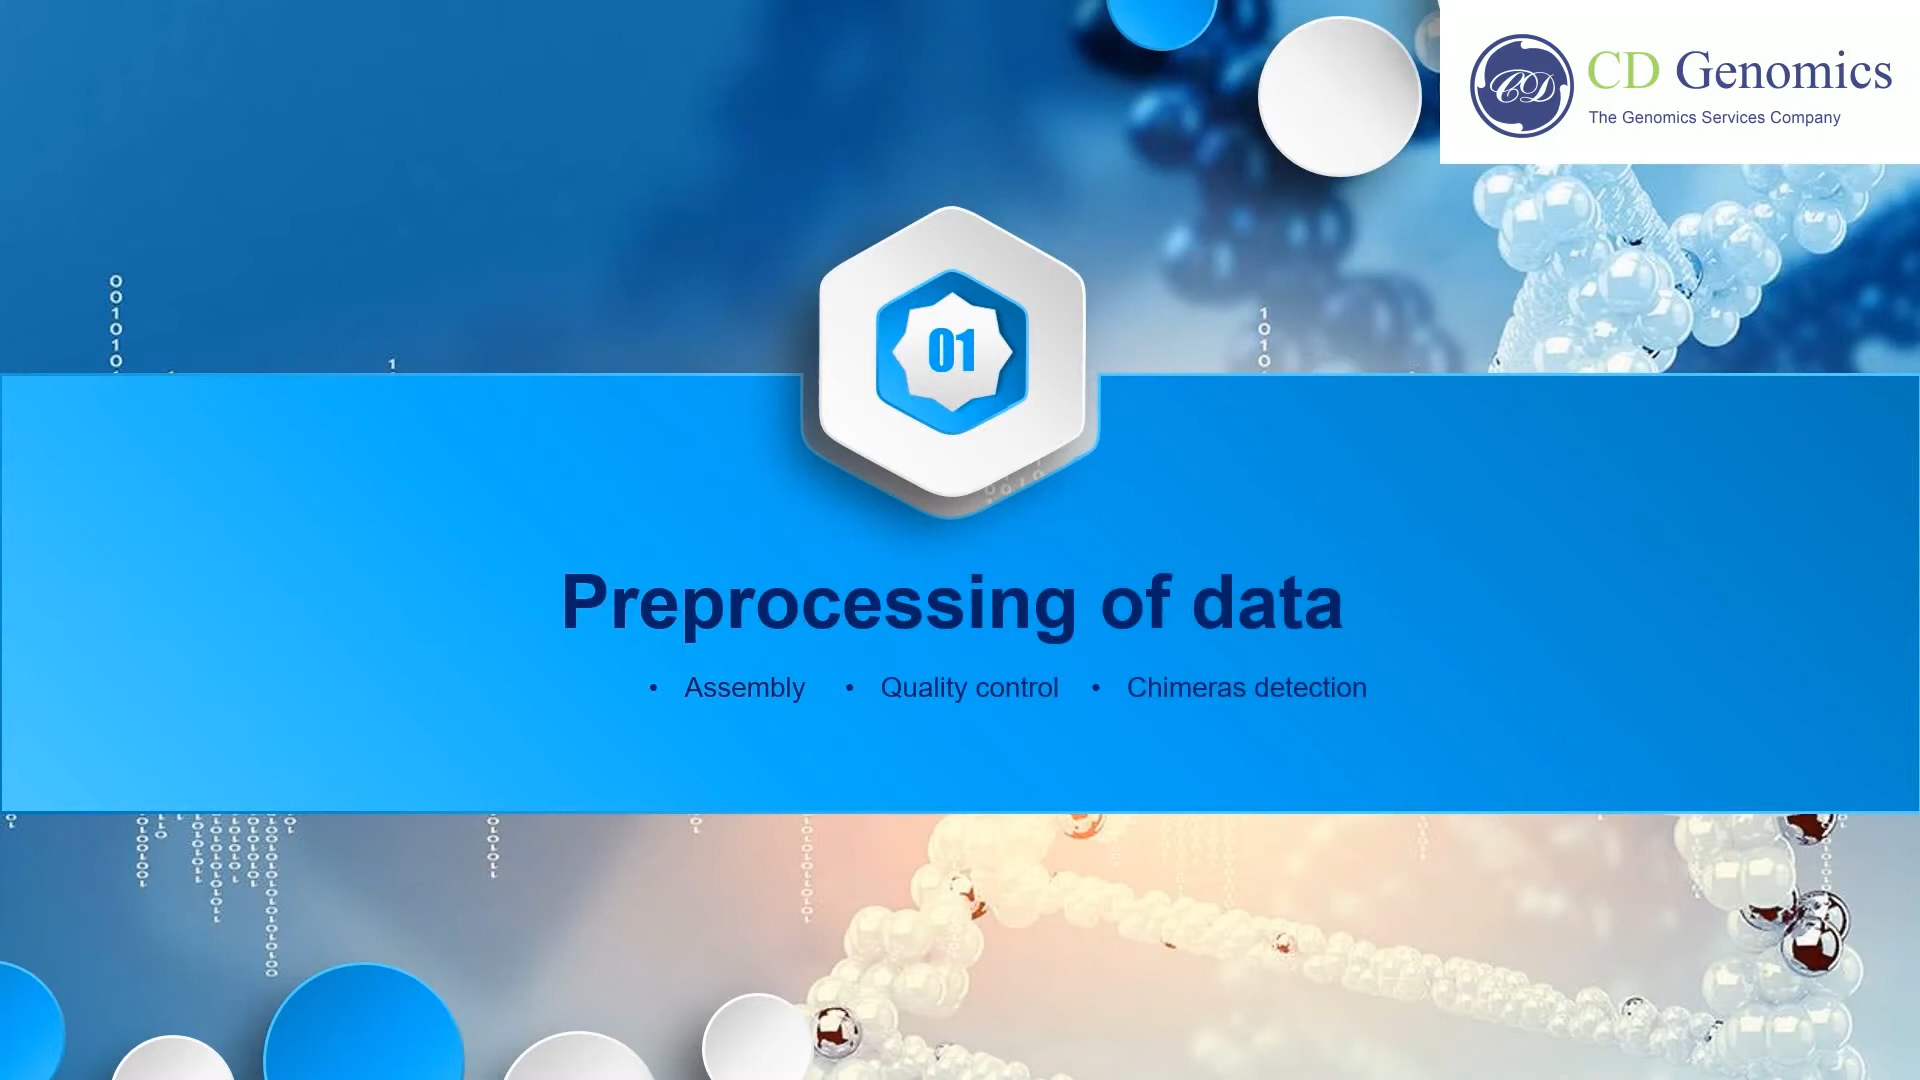 CD Genomics
The Genomics Services Company
01
Preprocessing of data
• Assembly • Quality control • Chimeras detection